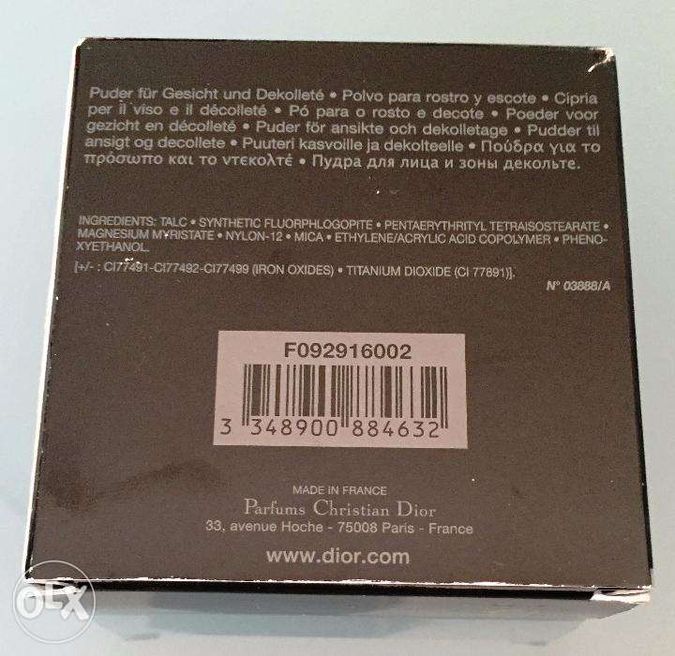 Puder für Gesicht und Dekolleté • Polvo para rostro y escote • Cipria
per il viso e il décolleté • Pó para o rosto e decote • Poeder voor
gezicht en décolleté • Puder för ansikte och dekolletage • Pudder til
ansigt og decollete • Puuteri kasvoille ja dekolteelle • Πούδρα για το
πρόσωπο και το ντεκολτέ • Пудра для лица и зоны декольте.
INGREDIENTS: TALC • SYNTHETIC FLUORPHLOGOPITE • PENTAERYTHRITYL TETRAISOSTEARATE •
MAGNESIUM MYRISTATE • NYLON-12 • MICA • ETHYLENE/ACRYLIC ACID COPOLYMER • PHENO-
XYETHANOL.
[+/- : CI77491-CI77492-CI77499 (IRON OXIDES) • TITANIUM DIOXIDE (CI 77891)].
N° 03888/A
F092916002
3 348900 884632
MADE IN FRANCE
Parfums Christian Dior
33, avenue Hoche - 75008 Paris - France
www.dior.com
OLX